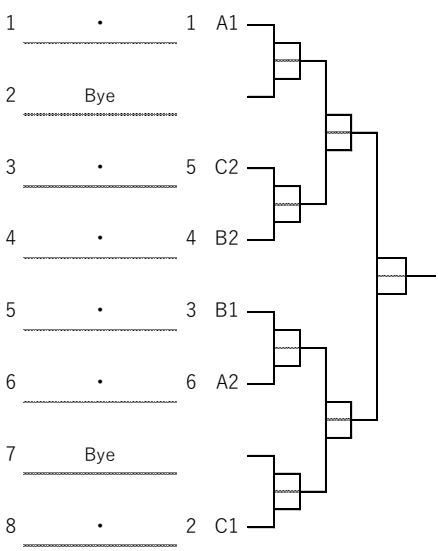 1 • 1 A1
2 Bye
3 • 5 C2
4 • 4 B2
5 • 3 B1
6 • 6 A2
7 Bye
8 • 2 C1